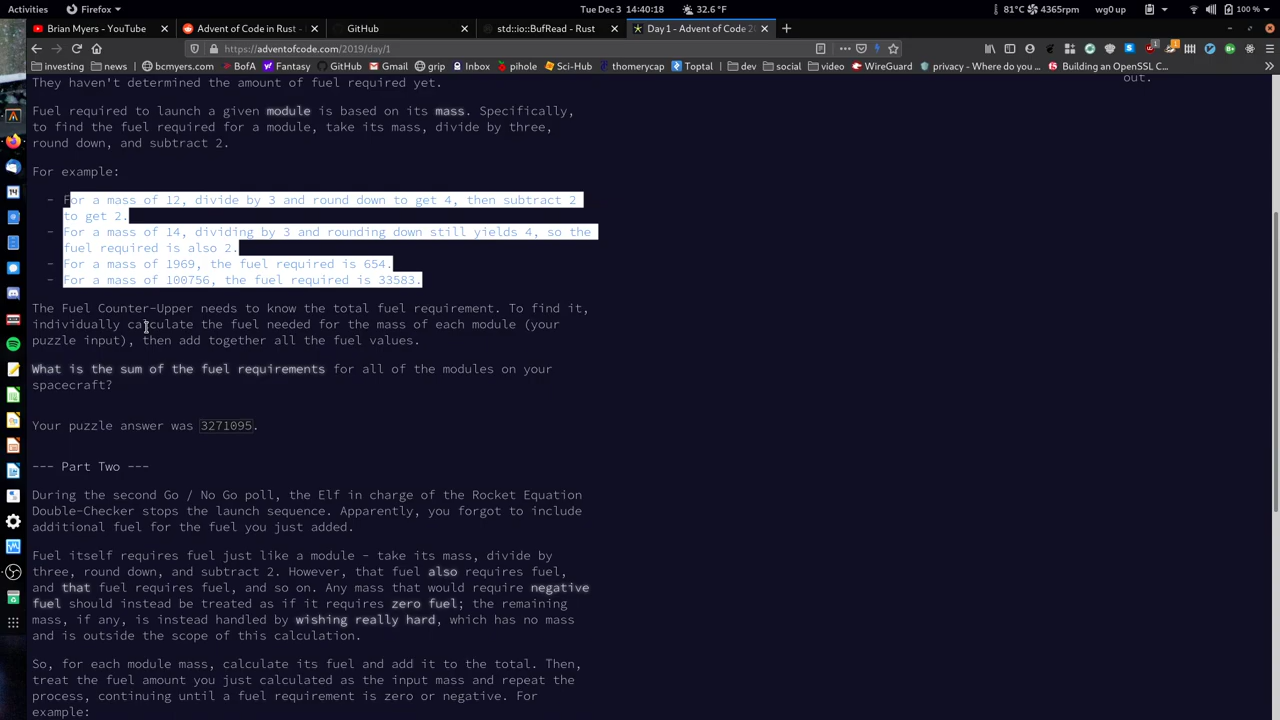 Activities Firefox Tue Dec 3 14:40:18 32.6 °F 81°C 4365rpm wg0 up 100 %
Brian Myers - YouTube Advent of Code in Rust - GitHub std::io::BufRead - Rust Day 1 - Advent of Code 20
https://adventofcode.com/2019/day/1
investing news bcmyers.com BofA Fantasy GitHub Gmail grip Inbox pihole Sci-Hub thomerycap Toptal dev social video WireGuard privacy - Where do you … Building an OpenSSL C…
They haven't determined the amount of fuel required yet.
out.
Fuel required to launch a given module is based on its mass. Specifically,
to find the fuel required for a module, take its mass, divide by three,
round down, and subtract 2.
For example:
- For a mass of 12, divide by 3 and round down to get 4, then subtract 2
to get 2.
- For a mass of 14, dividing by 3 and rounding down still yields 4, so the
fuel required is also 2.
- For a mass of 1969, the fuel required is 654.
- For a mass of 100756, the fuel required is 33583.
The Fuel Counter-Upper needs to know the total fuel requirement. To find it,
individually calculate the fuel needed for the mass of each module (your
puzzle input), then add together all the fuel values.
What is the sum of the fuel requirements for all of the modules on your
spacecraft?
Your puzzle answer was 3271095.
--- Part Two ---
During the second Go / No Go poll, the Elf in charge of the Rocket Equation
Double-Checker stops the launch sequence. Apparently, you forgot to include
additional fuel for the fuel you just added.
Fuel itself requires fuel just like a module - take its mass, divide by
three, round down, and subtract 2. However, that fuel also requires fuel,
and that fuel requires fuel, and so on. Any mass that would require negative
fuel should instead be treated as if it requires zero fuel; the remaining
mass, if any, is instead handled by wishing really hard, which has no mass
and is outside the scope of this calculation.
So, for each module mass, calculate its fuel and add it to the total. Then,
treat the fuel amount you just calculated as the input mass and repeat the
process, continuing until a fuel requirement is zero or negative. For
example: